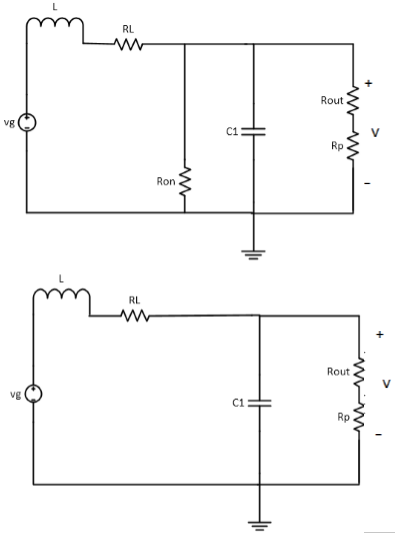 L
RL
vg
+
-
Ron
C1
Rout
Rp
+
V
-
L
RL
vg
+
-
C1
Rout
Rp
+
V
-